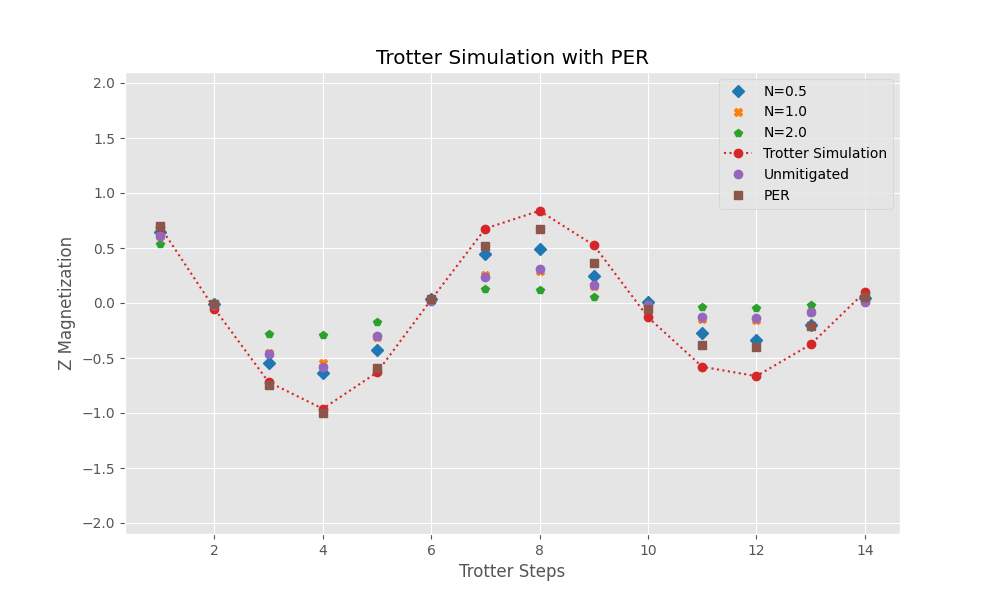 Trotter Simulation with PER
N=0.5
N=1.0
N=2.0
Trotter Simulation
Unmitigated
PER
Z Magnetization
2.0
1.5
1.0
0.5
0.0
−0.5
−1.0
−1.5
−2.0
2 4 6 8 10 12 14
Trotter Steps